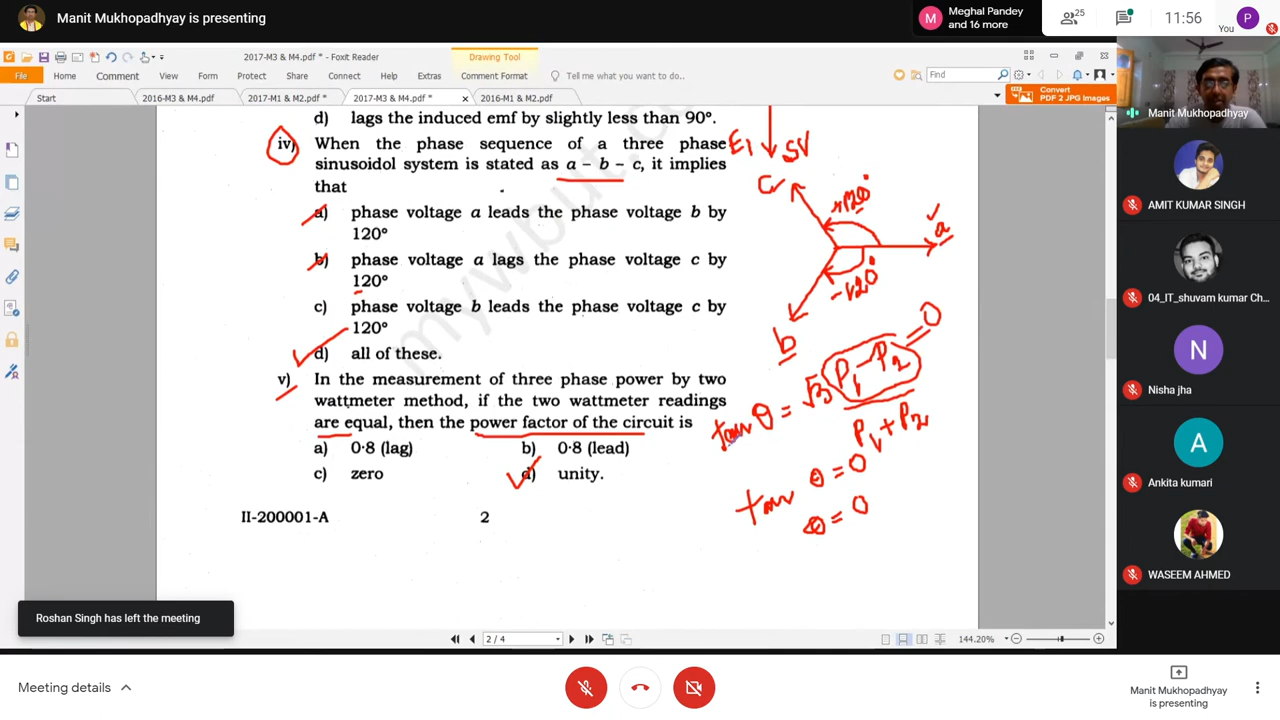 Manit Mukhopadhyay is presenting
Meghal Pandey
and 16 more
25
11:56
You
P
M
2017-M3 & M4.pdf * - Foxit Reader
Drawing Tool
File
Home
Comment
View
Form
Protect
Share
Connect
Help
Extras
Comment Format
Tell me what you want to do..
Find
Start
2016-M3 & M4.pdf
2017-M1 & M2.pdf *
2017-M3 & M4.pdf *
2016-M1 & M2.pdf
Convert
PDF 2 JPG Images
d) lags the induced emf by slightly less than 90°.
iv) When the phase sequence of a three phase
sinusoidol system is stated as a – b – c, it implies
that
a) phase voltage a leads the phase voltage b by
120°
b) phase voltage a lags the phase voltage c by
120°
c) phase voltage b leads the phase voltage c by
120°
d) all of these.
v) In the measurement of three phase power by two
wattmeter method, if the two wattmeter readings
are equal, then the power factor of the circuit is
a) 0·8 (lag) b) 0·8 (lead)
c) zero d) unity.
II-200001-A 2
E1
SV
c
+120°
a
-120°
b
tan θ = √3 P1 - P2 = 0
P1 + P2
tan θ = 0
θ = 0
Manit Mukhopadhyay
AMIT KUMAR SINGH
04_IT_shuvam kumar Ch...
N
Nisha jha
A
Ankita kumari
WASEEM AHMED
Roshan Singh has left the meeting
2 / 4
144.20%
Meeting details
Manit Mukhopadhyay
is presenting